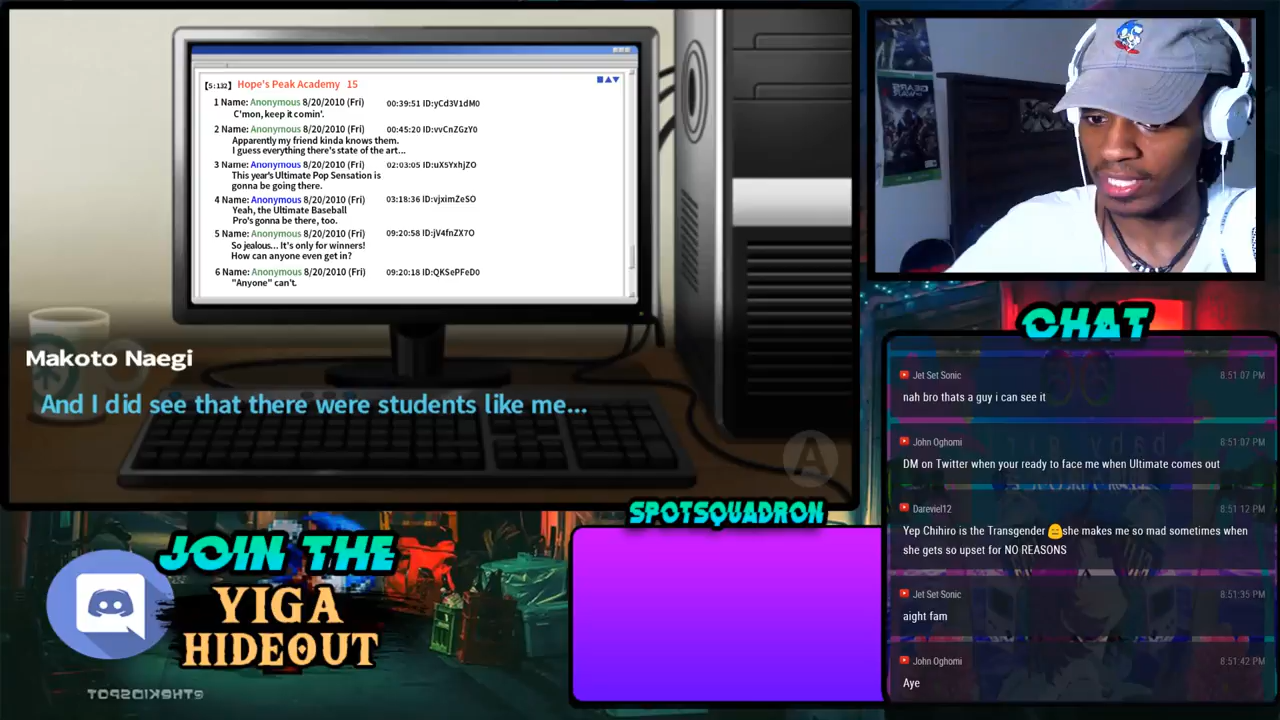 [5:132] Hope's Peak Academy 15
1 Name: Anonymous 8/20/2010 (Fri) 00:39:51 ID:yCd3V1dM0
C'mon, keep it comin'.
2 Name: Anonymous 8/20/2010 (Fri) 00:45:20 ID:vvCnZGzY0
Apparently my friend kinda knows them.
I guess everything there's state of the art...
3 Name: Anonymous 8/20/2010 (Fri) 02:03:05 ID:uX5YxhjZO
This year's Ultimate Pop Sensation is
gonna be going there.
4 Name: Anonymous 8/20/2010 (Fri) 03:18:36 ID:vjximZeSO
Yeah, the Ultimate Baseball
Pro's gonna be there, too.
5 Name: Anonymous 8/20/2010 (Fri) 09:20:58 ID:jV4fnZX7O
So jealous... It's only for winners!
How can anyone even get in?
6 Name: Anonymous 8/20/2010 (Fri) 09:20:18 ID:QKSePFeD0
"Anyone" can't.
Makoto Naegi
And I did see that there were students like me...
A
CHAT
Jet Set Sonic 8:51:07 PM
nah bro thats a guy i can see it
John Oghomi 8:51:07 PM
DM on Twitter when your ready to face me when Ultimate comes out
Dareviel12 8:51:12 PM
Yep Chihiro is the Transgender 😑she makes me so mad sometimes when
she gets so upset for NO REASONS
Jet Set Sonic 8:51:35 PM
aight fam
John Oghomi 8:51:42 PM
Aye
SPOTSQUADRON
JOIN THE
YIGA
HIDEOUT
@THEKIDSPOT